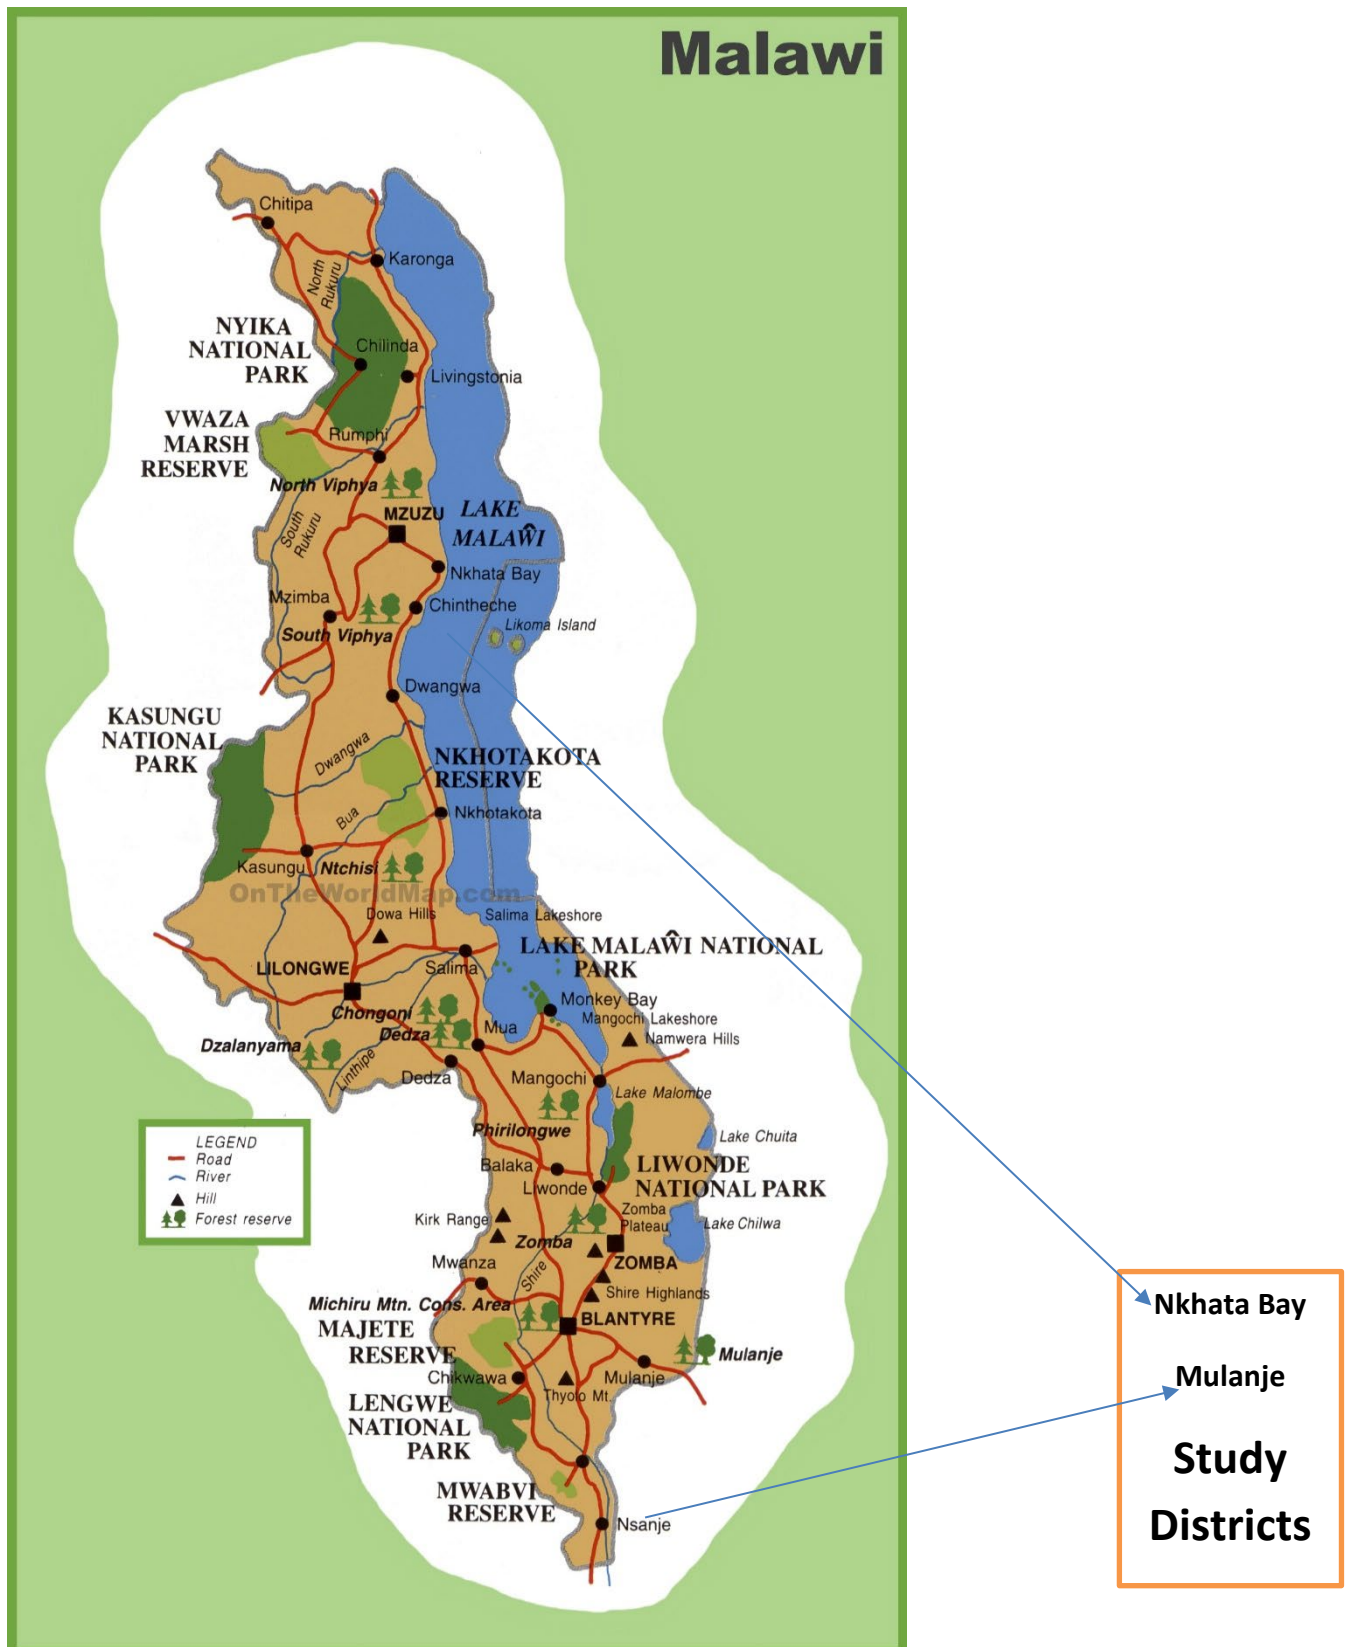 Malawi
Chitipa
Karonga
North
Rukuru
NYIKA
NATIONAL
PARK
Chilinda
Livingstonia
VWAZA
MARSH
RESERVE
Rumphi
North Viphya
South
Rukuru
MZUZU
LAKE
MALAŴI
Nkhata Bay
Mzimba
Chintheche
Likoma Island
South Viphya
Dwangwa
KASUNGU
NATIONAL
PARK
Dwangwa
NKHOTAKOTA
RESERVE
Bua
Nkhotakota
Kasungu
Ntchisi
OnTheWorldMap.com
Dowa Hills
Salima Lakeshore
LAKE MALAŴI NATIONAL
PARK
LILONGWE
Salima
Monkey Bay
Chongoni
Mangochi Lakeshore
Dedza
Mua
Namwera Hills
Dzalanyama
Linthipe
Dedza
Mangochi
Lake Malombe
Phirilongwe
Lake Chuita
LEGEND
Road
River
Hill
Forest reserve
Balaka
LIWONDE
NATIONAL PARK
Liwonde
Zomba
Plateau
Kirk Range
Lake Chilwa
Zomba
ZOMBA
Mwanza
Shire
Shire Highlands
Michiru Mtn. Cons. Area
BLANTYRE
MAJETE
RESERVE
Mulanje
Chikwawa
Mulanje
Thyolo Mt.
LENGWE
NATIONAL
PARK
MWABVI
RESERVE
Nsanje
Nkhata Bay
Mulanje
Study
Districts